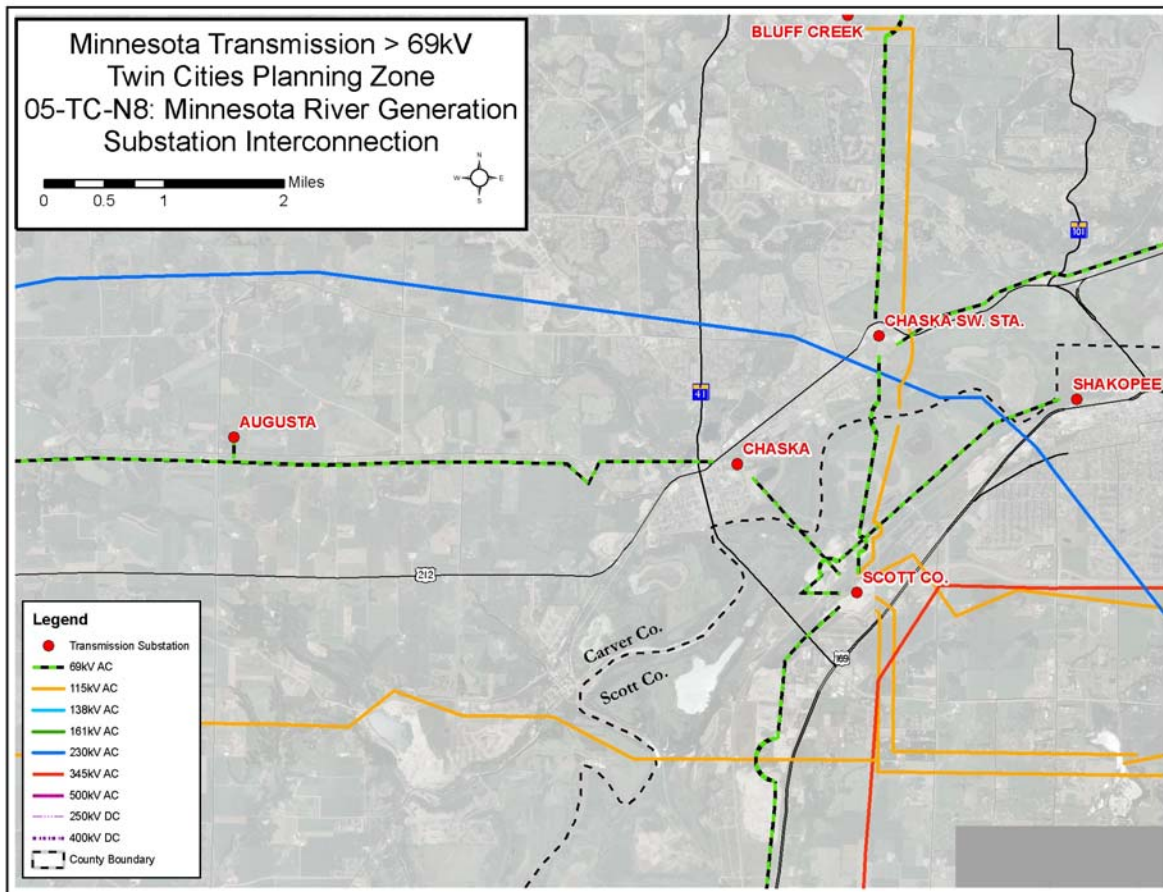 Minnesota Transmission > 69kV
Twin Cities Planning Zone
05-TC-N8: Minnesota River Generation
Substation Interconnection
N
W E
S
Miles
0 0.5 1 2
BLUFF CREEK
101
CHASKA SW. STA.
SHAKOPEE
41
AUGUSTA
CHASKA
212
SCOTT CO.
169
Carver Co.
Scott Co.
Legend
Transmission Substation
69kV AC
115kV AC
138kV AC
161kV AC
230kV AC
345kV AC
500kV AC
250kV DC
400kV DC
County Boundary